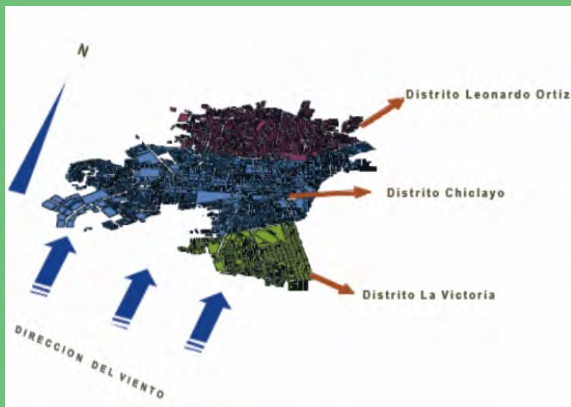 N
Distrito Leonardo Ortiz
Distrito Chiclayo
Distrito La Victoria
DIRECCION DEL VIENTO